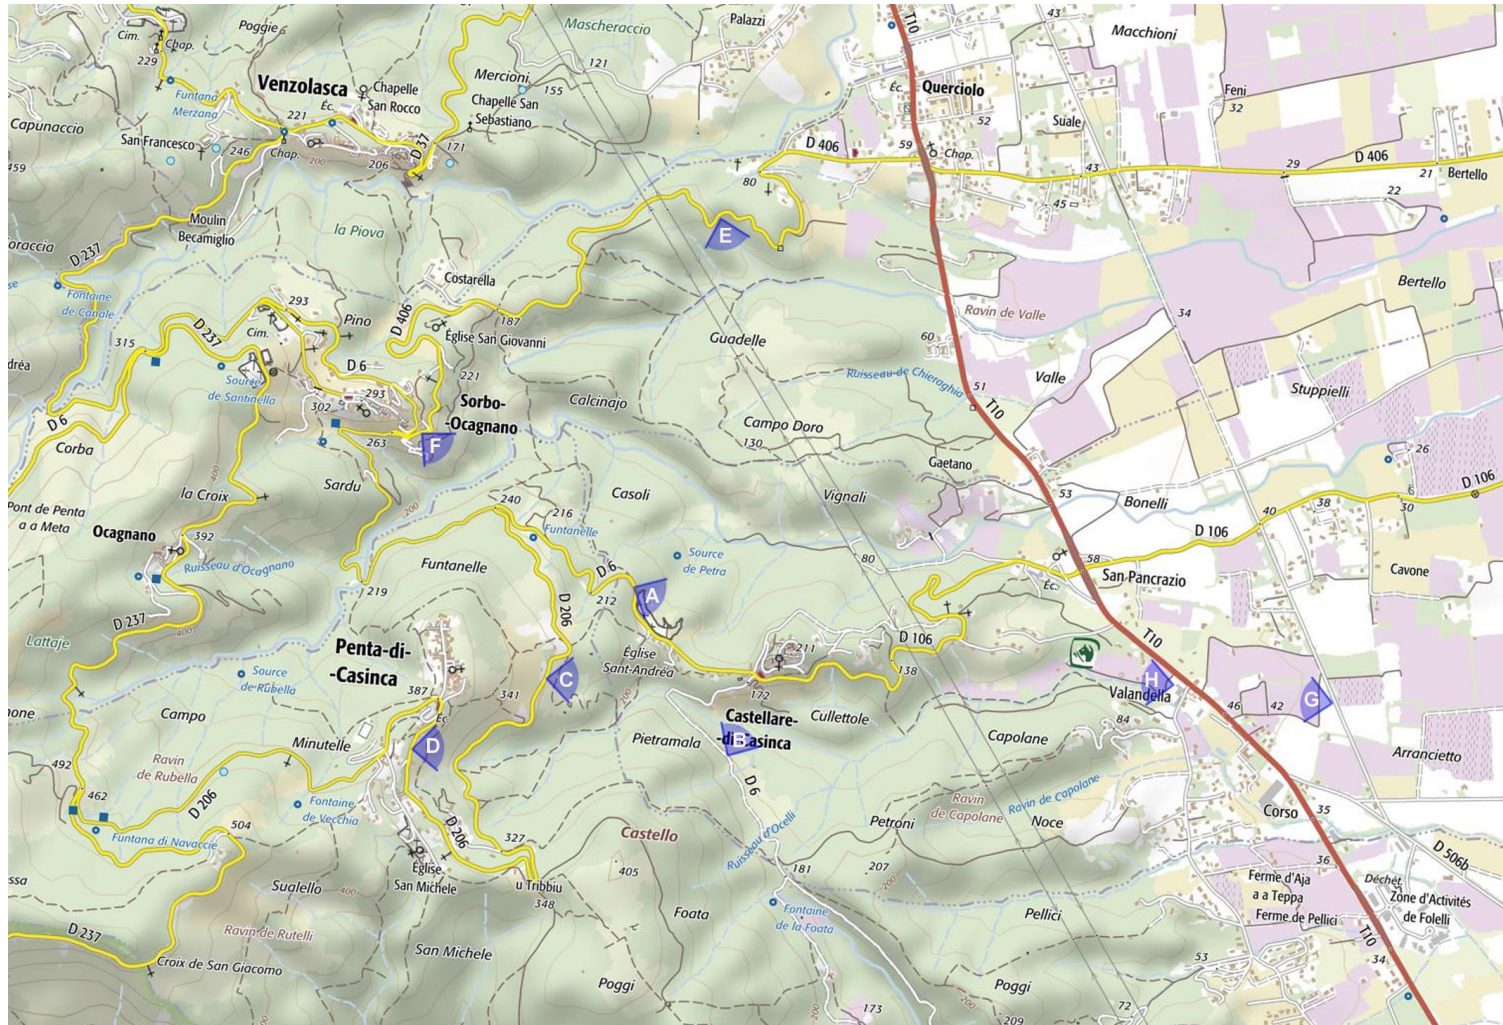 Poggie
Mascheraccio
Palazzi
T10
43
Macchioni
Cim.
Chap.
229
Mercioni
121
155
Venzolasca
Chapelle
San Rocco
Funtana
Merzana
Éc.
221
Chapelle San
Sebastiano
Éc.
Querciolo
52
Feni
32
Suale
Capunaccio
San Francesco
246
Chap.
200
206
D 37
171
459
D 406
59
Chap.
80
43
29
D 406
21
Bertello
22
45
Moulin
Becamiglio
la Piova
E
D 237
Costarella
Bertello
Fontaine
de Canale
293
Pino
D 406
187
Ravin de Valle
34
315
D 237
Cim.
Église San Giovanni
Guadelle
60
D 6
221
Ruisseau de Chieraghia
51
Valle
Stuppielli
Source
de Santinella
293
302
Sorbo-
-Ocagnano
Calcinajo
T10
D 6
Campo Doro
130
Corba
263
F
26
400
Sardu
Gaetano
D 106
la Croix
Casoli
Vignali
53
Bonelli
38
30
Pont de Penta
a a Meta
200
240
216
Funtanelle
40
Ocagnano
392
D 106
Ruisseau d'Ocagnano
Funtanelle
Source
de Petra
80
58
San Pancrazio
Cavone
219
D 6
212
A
Éc.
D 237
400
D 206
Lattaje
D 106
T10
Penta-di-
-Casinca
Église
Sant-Andréa
211
138
Source
de Rubella
387
341
C
200
172
H
Valandella
46
42
G
Campo
Éc.
Castellare-
-di-Casinca
Cullettole
84
Minutelle
D
Pietramala
B
Capolane
Arrancietto
492
Ravin
de Rubella
D 6
462
D 206
Fontaine
de Vecchia
Ravin
de Capolane
Ravin de Capolane
Noce
Corso
35
504
Funtana di Navaccie
D 206
327
Castello
Ruisseau d'Ocelli
Petroni
D 506b
36
Église
San Michele
u Tribbiu
348
405
181
207
200
Ferme d'Aja
a a Teppa
Déchèt.
Zone d'Activités
de Folelli
Sualello
400
Foata
Fontaine
de la Foata
Pellici
Ferme de Pellici
T10
D 237
Ravin de Rutelli
San Michele
34
Croix de San Giacomo
Poggi
Poggi
53
173
200
209
72